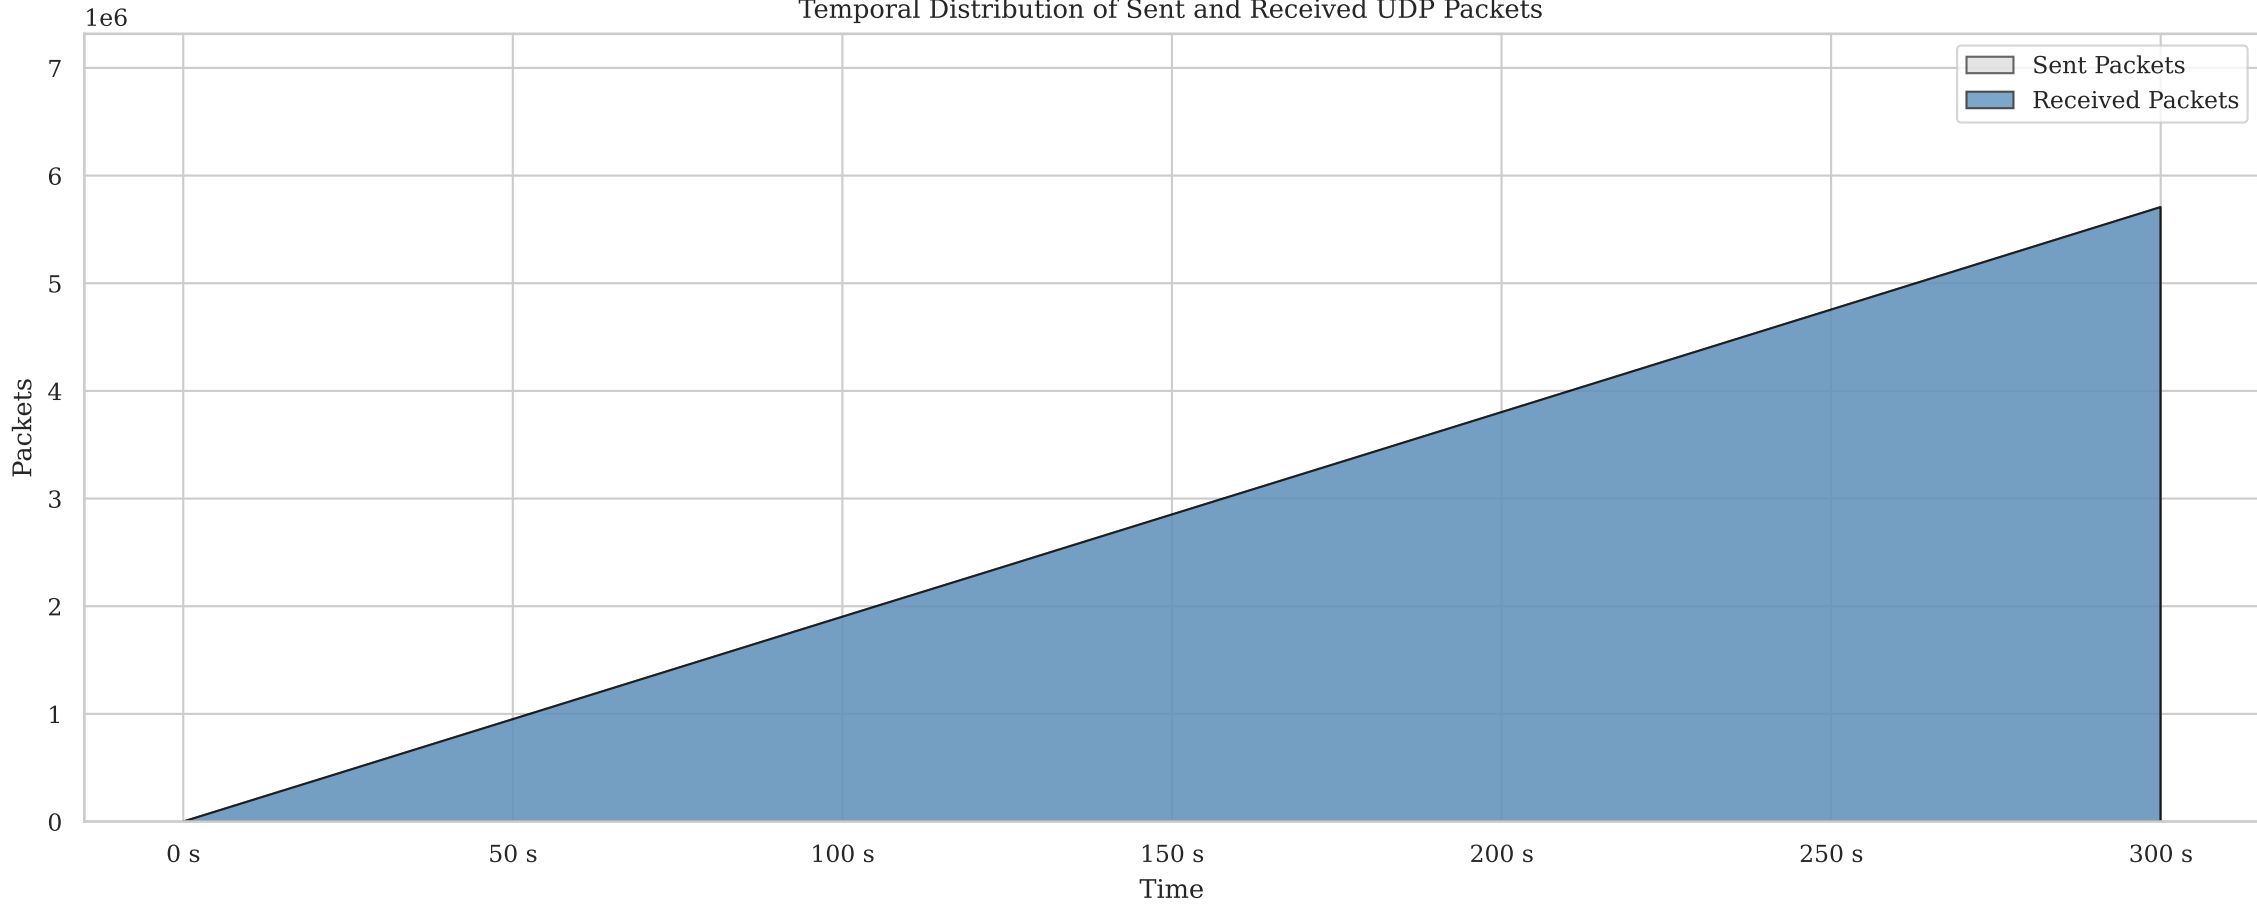 Temporal Distribution of Sent and Received UDP Packets
1e6
7
6
5
4
3
2
1
0
Packets
Sent Packets
Received Packets
0 s
50 s
100 s
150 s
200 s
250 s
300 s
Time